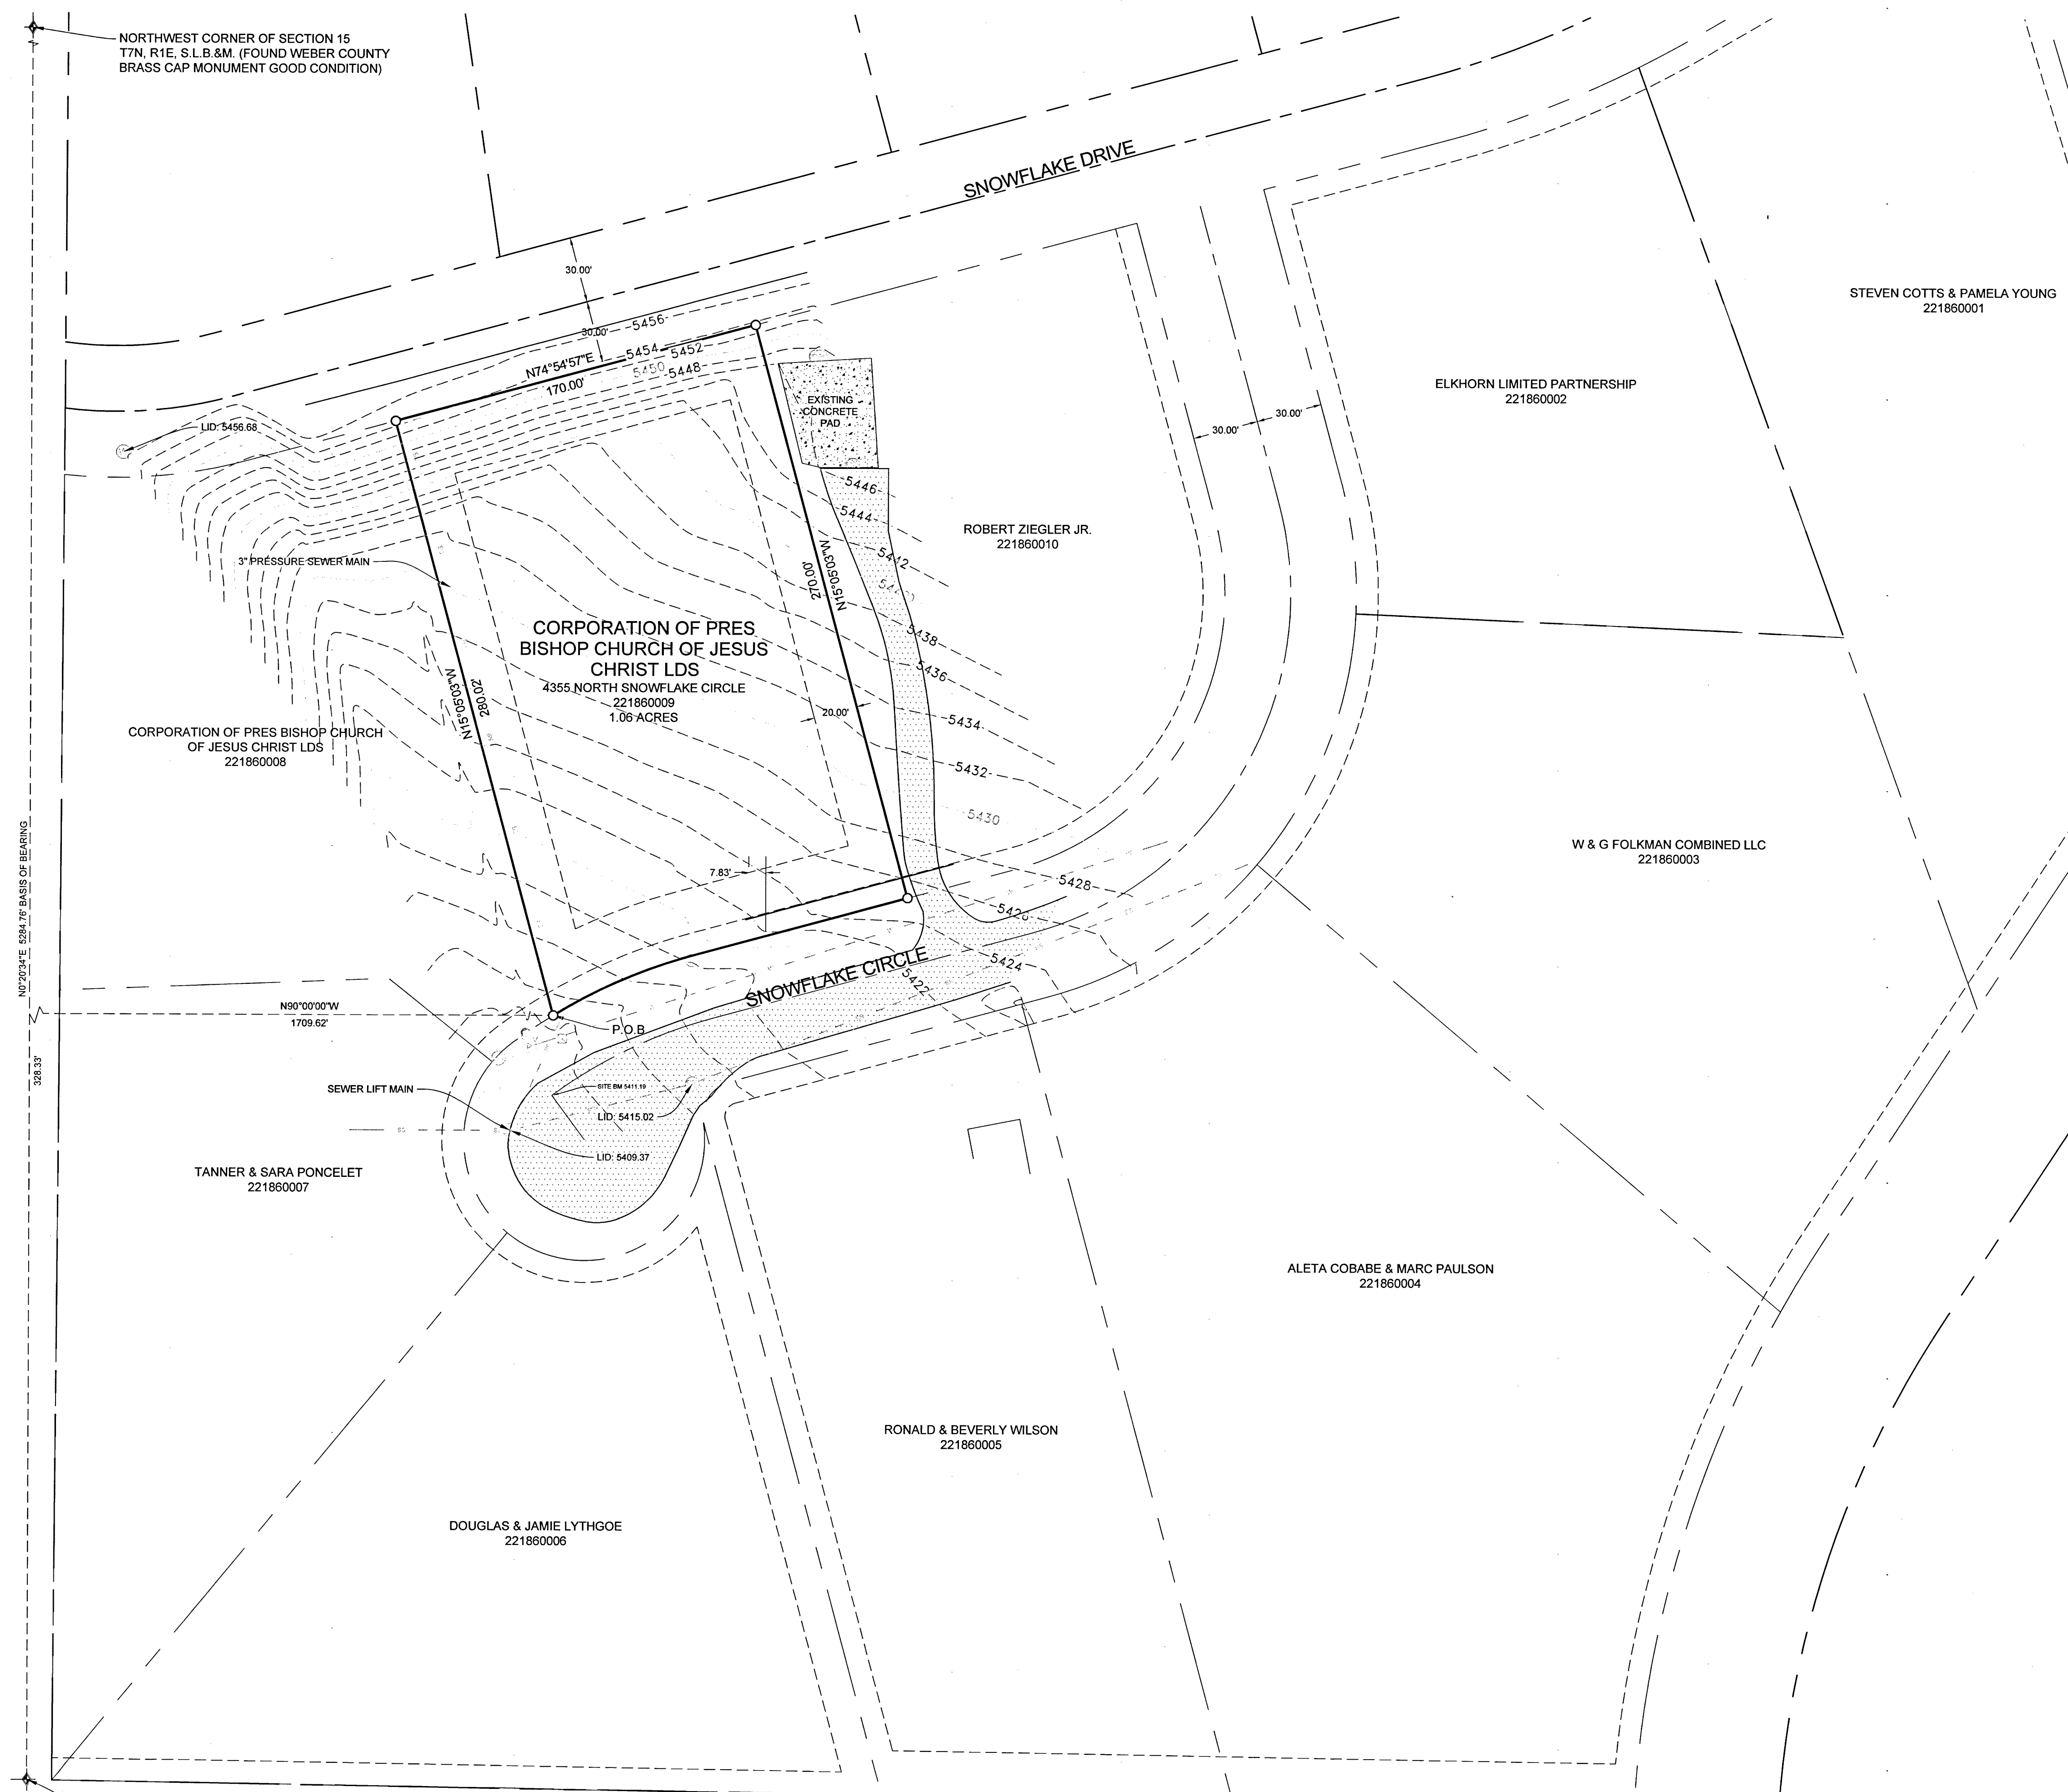 NORTHWEST CORNER OF SECTION 15
T7N, R1E, S.L.B.&M. (FOUND WEBER COUNTY
BRASS CAP MONUMENT GOOD CONDITION)
SNOWFLAKE DRIVE
30.00'
30.00'
5456
STEVEN COTTS & PAMELA YOUNG
221860001
N74°54'57"E
170.00'
5454
5452
5450
5448
ELKHORN LIMITED PARTNERSHIP
221860002
EXISTING
CONCRETE
PAD
30.00'
30.00'
LID: 5456.68
5446
5444
5442
ROBERT ZIEGLER JR.
221860010
3" PRESSURE SEWER MAIN
270.00'
N15°05'03"W
5438
5436
5434
5432
5430
CORPORATION OF PRES
BISHOP CHURCH OF JESUS
CHRIST LDS
4355 NORTH SNOWFLAKE CIRCLE
221860009
1.06 ACRES
N15°05'03"W
280.02'
20.00'
CORPORATION OF PRES BISHOP CHURCH
OF JESUS CHRIST LDS
221860008
N0°20'34"E 5284.76' BASIS OF BEARING
W & G FOLKMAN COMBINED LLC
221860003
7.83'
5428
5424
5422
SNOWFLAKE CIRCLE
N90°00'00"W
1709.62'
P.O.B
328.33'
SEWER LIFT MAIN
SITE BM 5411.19
LID: 5415.02
LID: 5409.37
TANNER & SARA PONCELET
221860007
ALETA COBABE & MARC PAULSON
221860004
RONALD & BEVERLY WILSON
221860005
DOUGLAS & JAMIE LYTHGOE
221860006